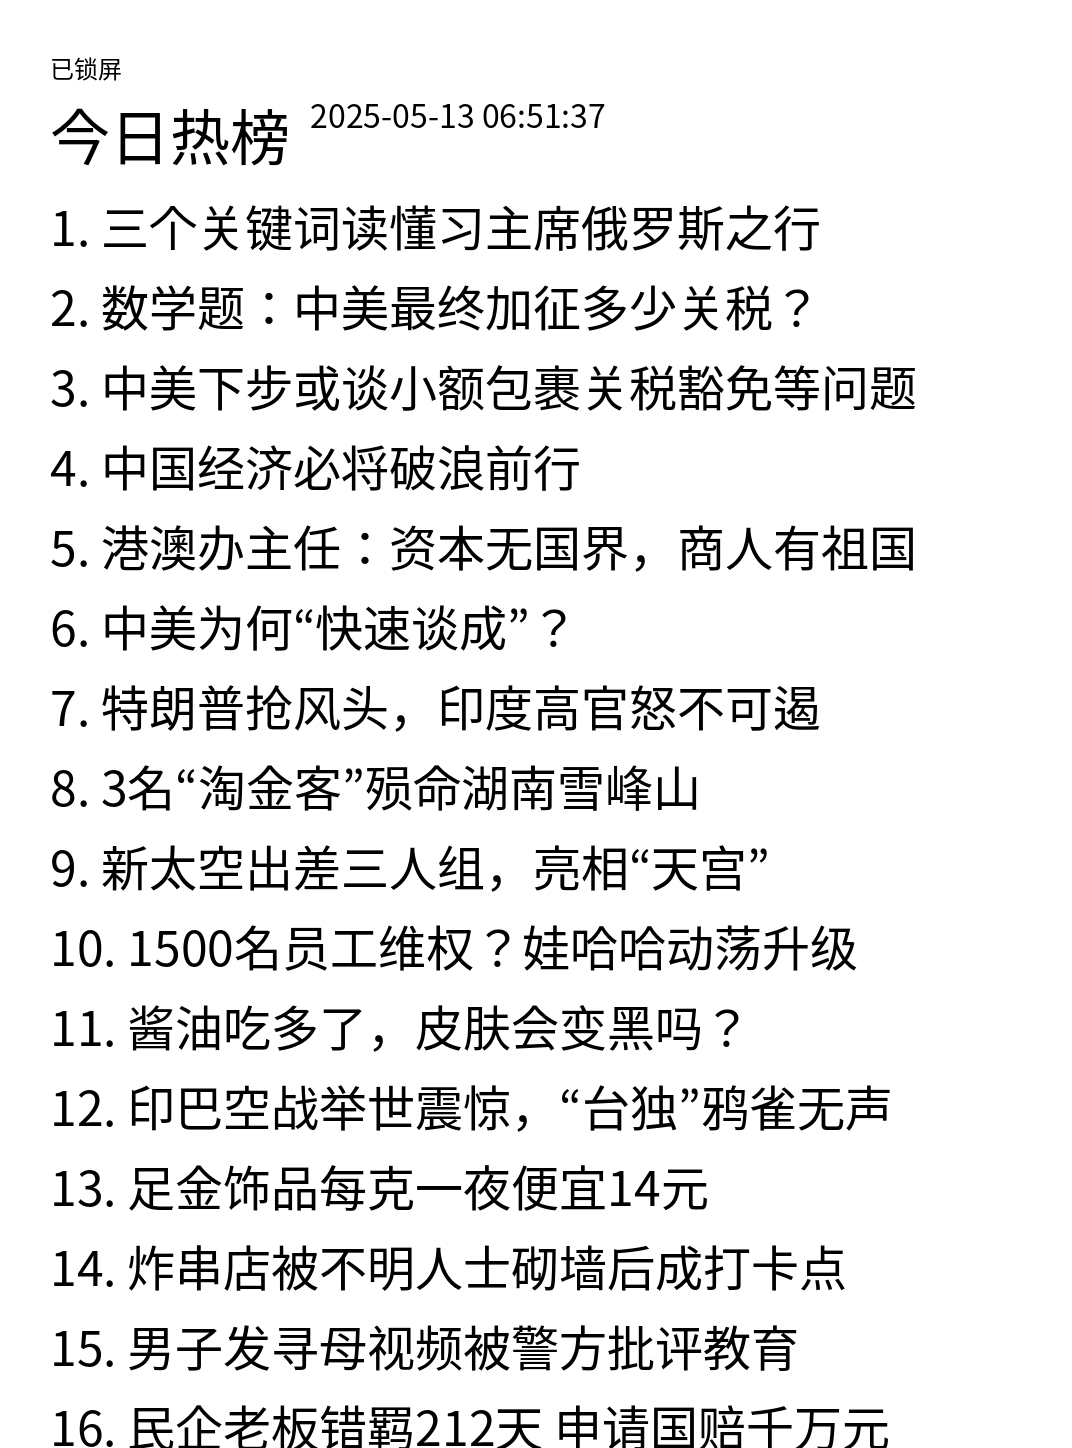 已锁屏
今日热榜 2025-05-13 06:51:37
1. 三个关键词读懂习主席俄罗斯之行
2. 数学题：中美最终加征多少关税？
3. 中美下步或谈小额包裹关税豁免等问题
4. 中国经济必将破浪前行
5. 港澳办主任：资本无国界，商人有祖国
6. 中美为何“快速谈成”？
7. 特朗普抢风头，印度高官怒不可遏
8. 3名“淘金客”殒命湖南雪峰山
9. 新太空出差三人组，亮相“天宫”
10. 1500名员工维权？娃哈哈动荡升级
11. 酱油吃多了，皮肤会变黑吗？
12. 印巴空战举世震惊，“台独”鸦雀无声
13. 足金饰品每克一夜便宜14元
14. 炸串店被不明人士砌墙后成打卡点
15. 男子发寻母视频被警方批评教育
16. 民企老板错羁212天 申请国赔千万元